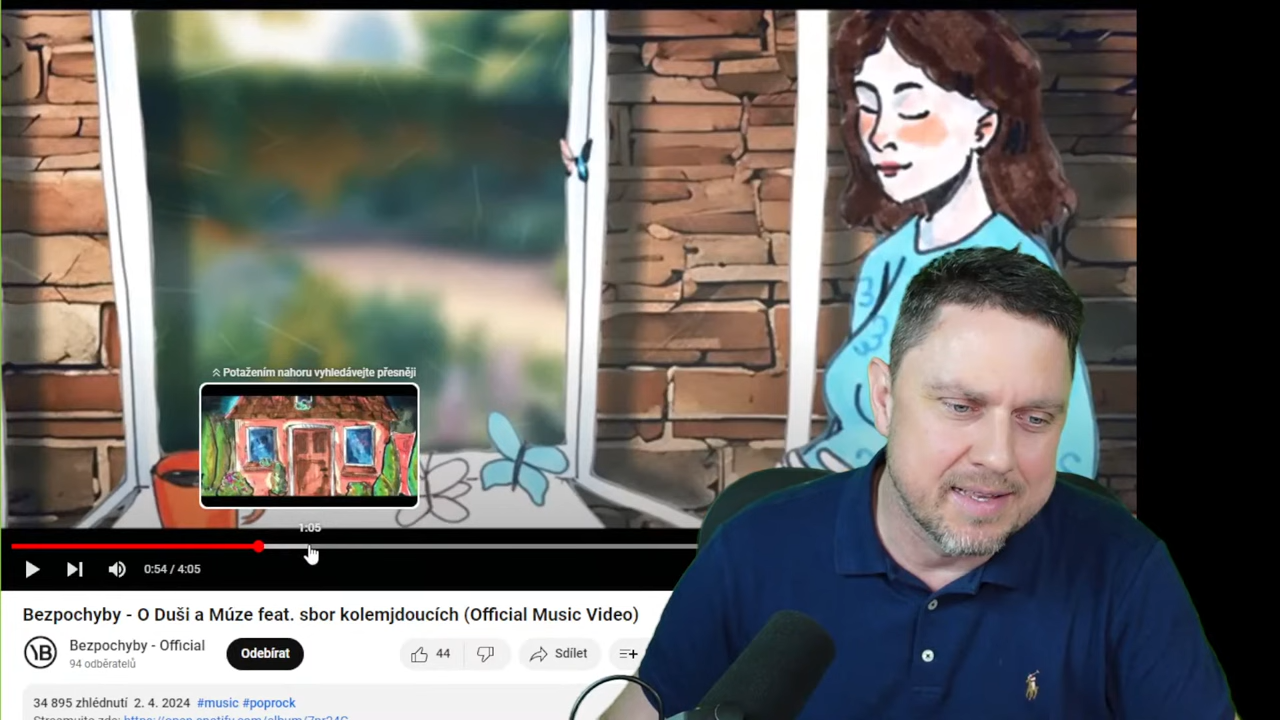 Potažením nahoru vyhledávejte přesněji
1:05
0:54 / 4:05
Bezpochyby - O Duši a Múze feat. sbor kolemjdoucích (Official Music Video)
Bezpochyby - Official
94 odběratelů
Odebírat
44
Sdílet
34 895 zhlédnutí 2. 4. 2024 #music #poprock